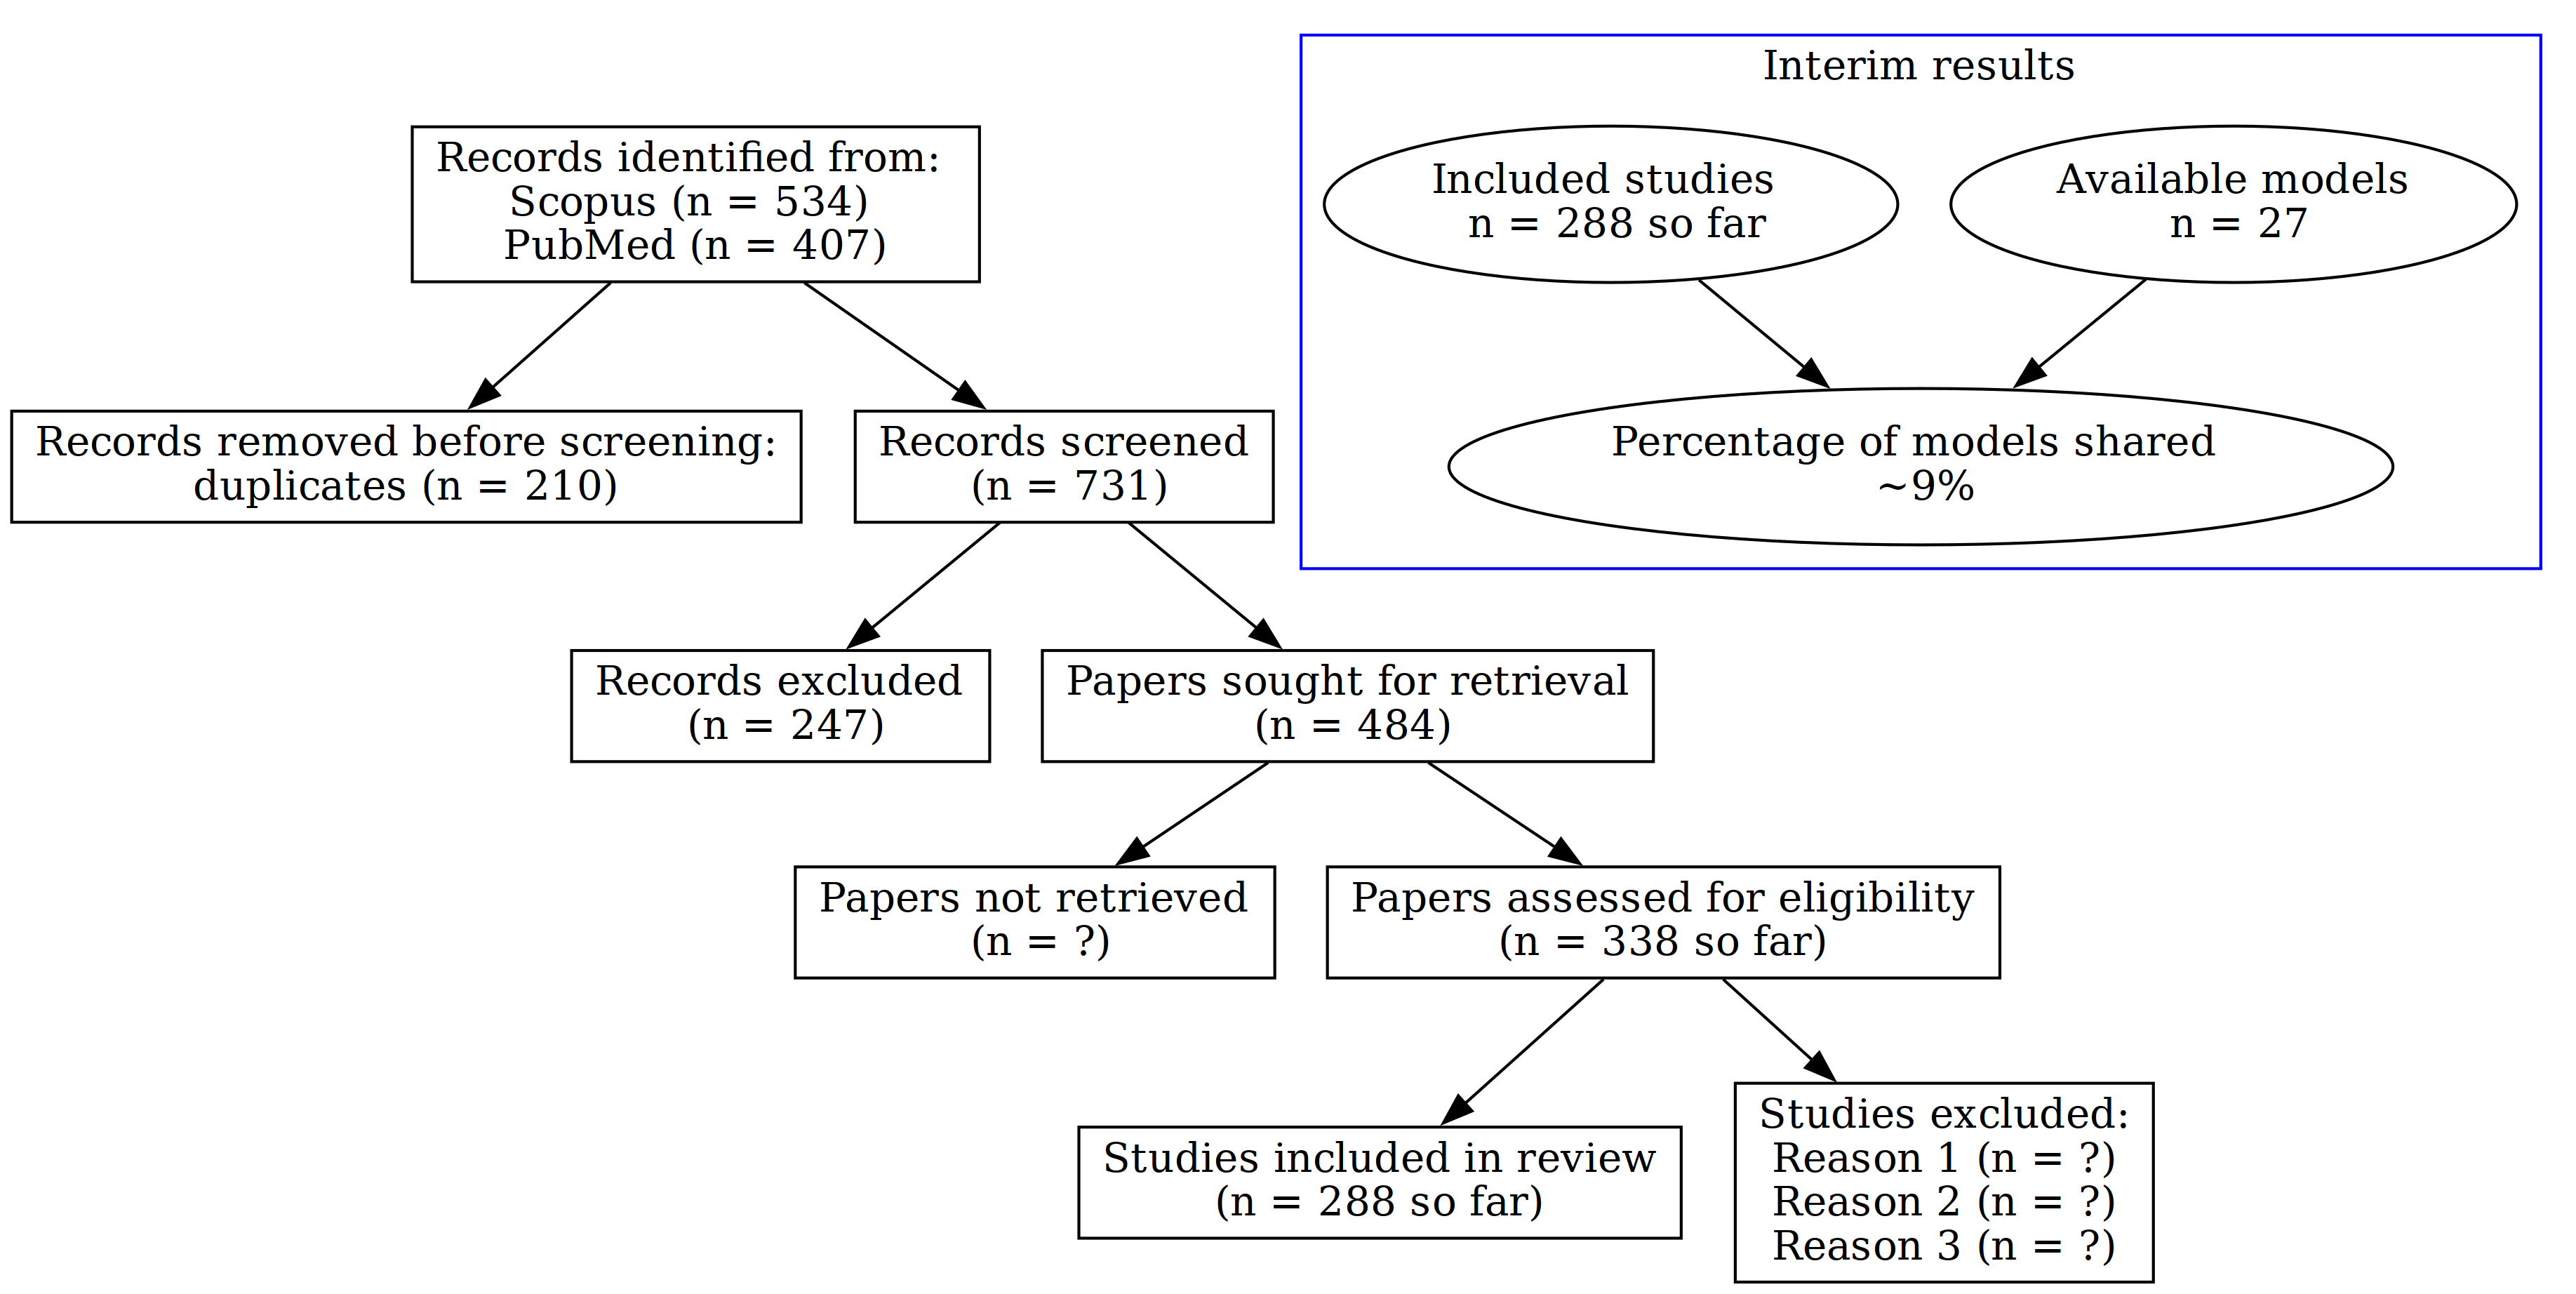 Interim results
Records identified from:
Scopus (n = 534)
PubMed (n = 407)
Included studies
n = 288 so far
Available models
n = 27
Records removed before screening:
duplicates (n = 210)
Records screened
(n = 731)
Percentage of models shared
~9%
Records excluded
(n = 247)
Papers sought for retrieval
(n = 484)
Papers not retrieved
(n = ?)
Papers assessed for eligibility
(n = 338 so far)
Studies included in review
(n = 288 so far)
Studies excluded:
Reason 1 (n = ?)
Reason 2 (n = ?)
Reason 3 (n = ?)